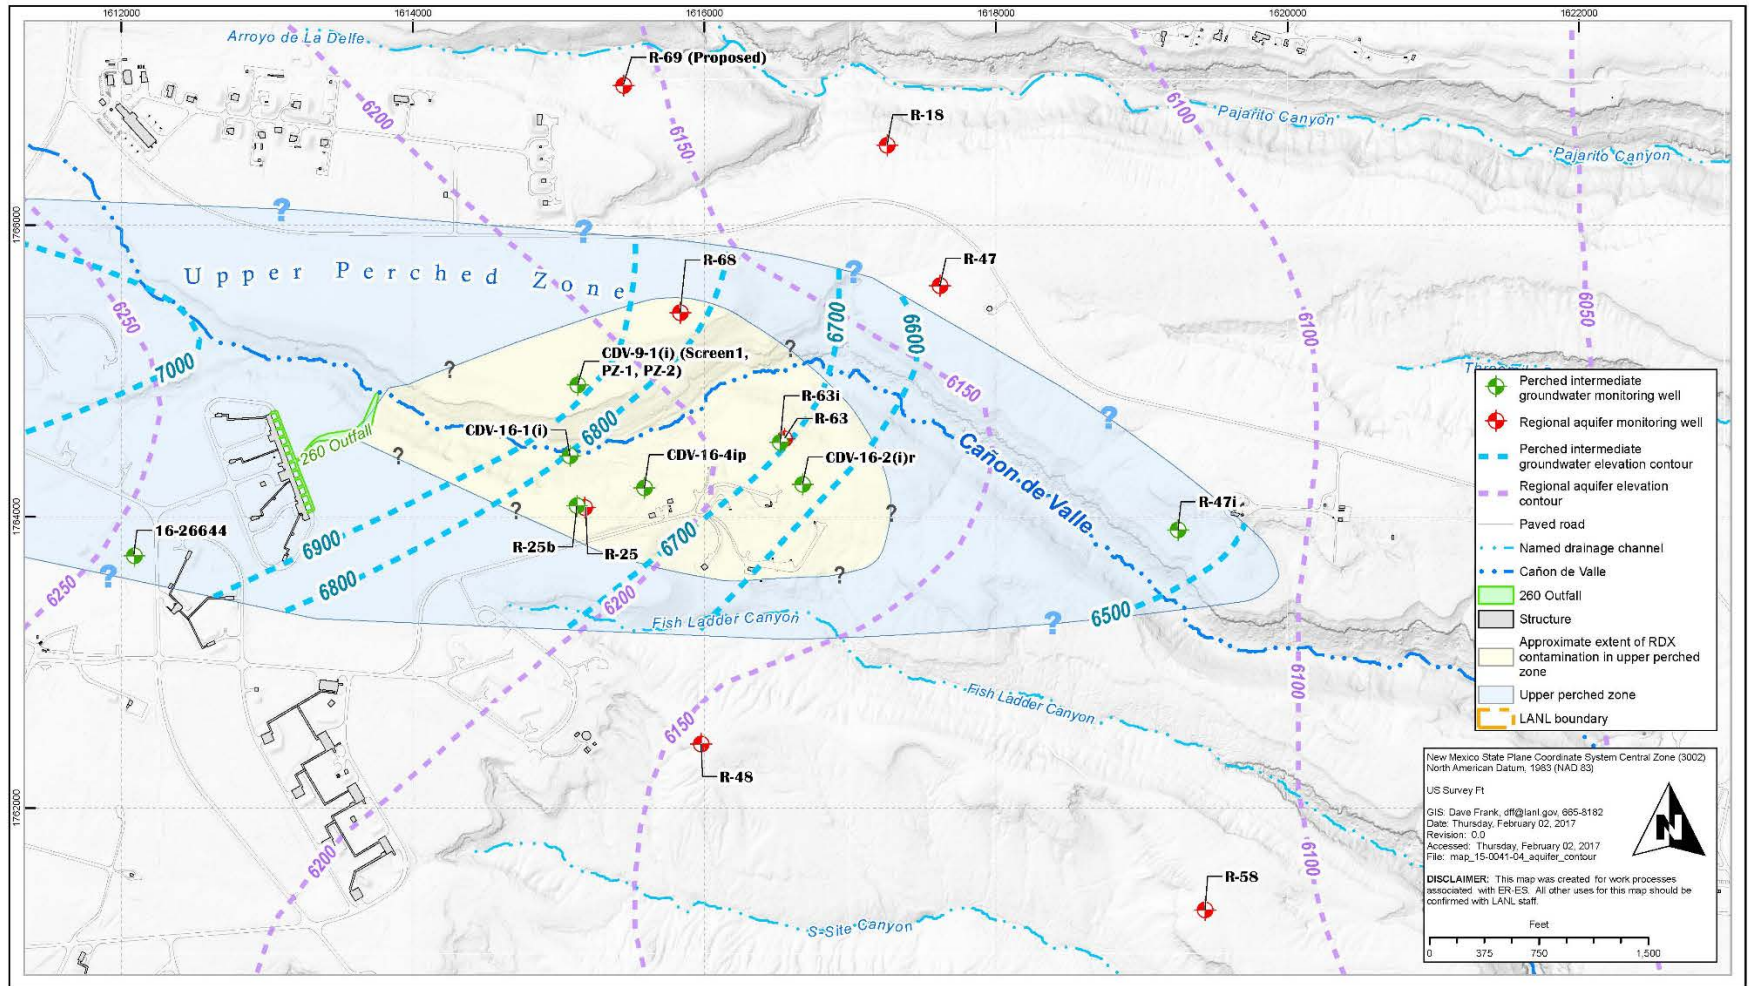 1612000
1614000
1616000
1618000
1620000
1622000
Arroyo de La Delfe
R-69 (Proposed)
6200
6150
R-18
6100
Pajarito Canyon
Pajarito Canyon
1766000
?
?
Upper Perched Zone
R-68
?
R-47
6250
7000
6700
6600
6100
6050
CDV-9-1(i) (Screen1,
PZ-1, PZ-2)
?
?
6150
R-63i
R-63
?
260 Outfall
CDV-16-1(i)
6800
?
CDV-16-4ip
CDV-16-2(i)r
Cañon de Valle
R-47i
1764000
16-26644
?
?
R-25b
R-25
6900
6700
?
?
6250
6800
6200
?
6500
Fish Ladder Canyon
6100
6150
Fish Ladder Canyon
R-48
1762000
6200
6100
R-58
S-Site Canyon
Perched intermediate
groundwater monitoring well
Regional aquifer monitoring well
Perched intermediate
groundwater elevation contour
Regional aquifer elevation
contour
Paved road
Named drainage channel
Cañon de Valle
260 Outfall
Structure
Approximate extent of RDX
contamination in upper perched
zone
Upper perched zone
LANL boundary
New Mexico State Plane Coordinate System Central Zone (3002)
North American Datum, 1983 (NAD 83)
US Survey Ft
GIS: Dave Frank, dff@lanl.gov, 665-8182
Date: Thursday, February 02, 2017
Revision: 0.0
Accessed: Thursday, February 02, 2017
File: map_15-0041-04_aquifer_contour
N
DISCLAIMER: This map was created for work processes
associated with ER-ES. All other uses for this map should be
confirmed with LANL staff.
Feet
0 375 750 1,500